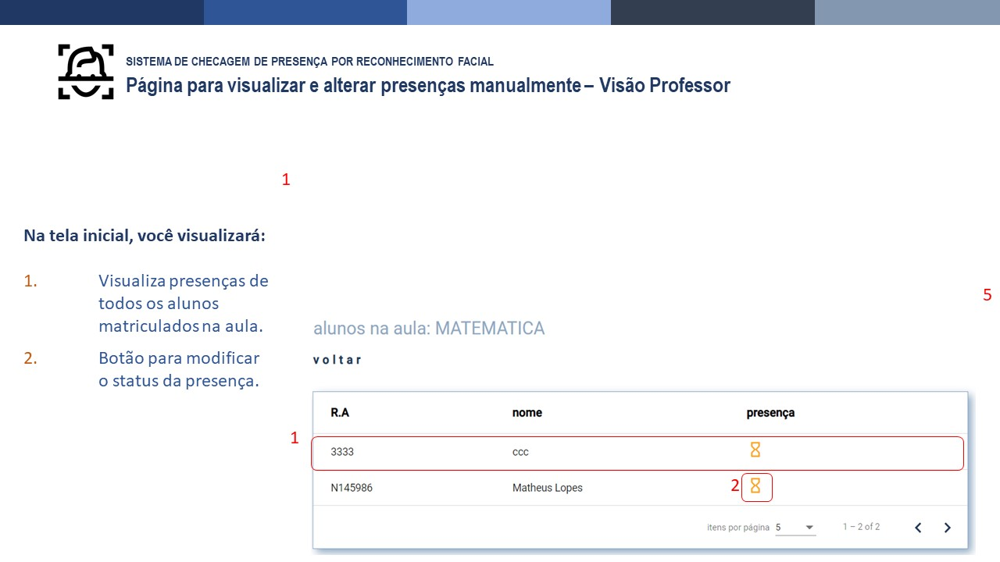 SISTEMA DE CHECAGEM DE PRESENÇA POR RECONHECIMENTO FACIAL
Página para visualizar e alterar presenças manualmente – Visão Professor
1
Na tela inicial, você visualizará:
1. Visualiza presenças de
todos os alunos
matriculados na aula.
2. Botão para modificar
o status da presença.
5
alunos na aula: MATEMATICA
voltar
R.A nome presença
1
3333 ccc
N145986 Matheus Lopes 2
itens por página 5 1 – 2 of 2